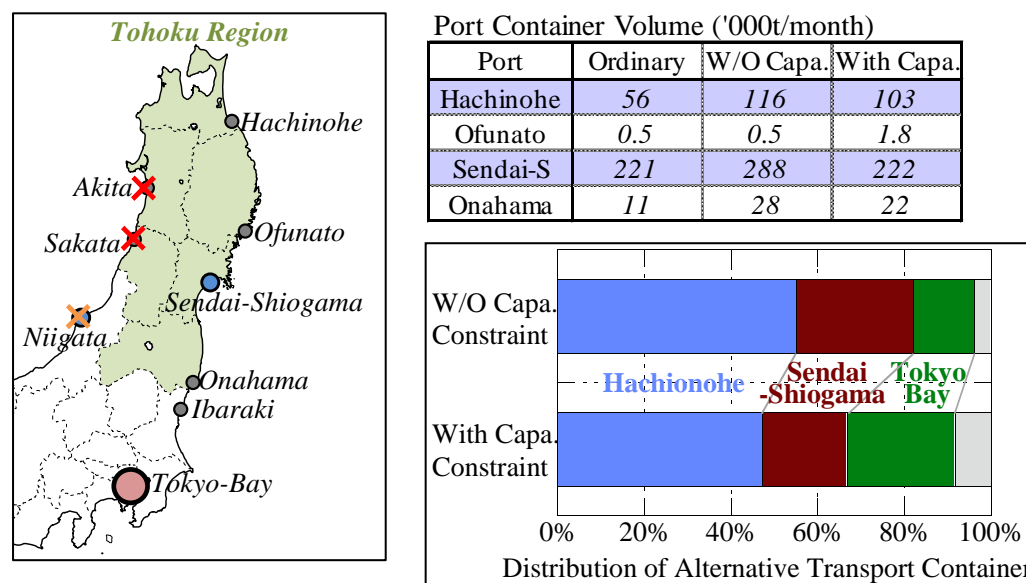 Tohoku Region
Hachinohe
Akita
Sakata
Ofunato
Sendai-Shiogama
Niigata
Onahama
Ibaraki
Tokyo-Bay
Port Container Volume ('000t/month)
Port Ordinary W/O Capa. With Capa.
Hachinohe 56 116 103
Ofunato 0.5 0.5 1.8
Sendai-S 221 288 222
Onahama 11 28 22
W/O Capa.
Constraint
Hachionohe
Sendai
-Shiogama
Tokyo
Bay
With Capa.
Constraint
0% 20% 40% 60% 80% 100%
Distribution of Alternative Transport Container